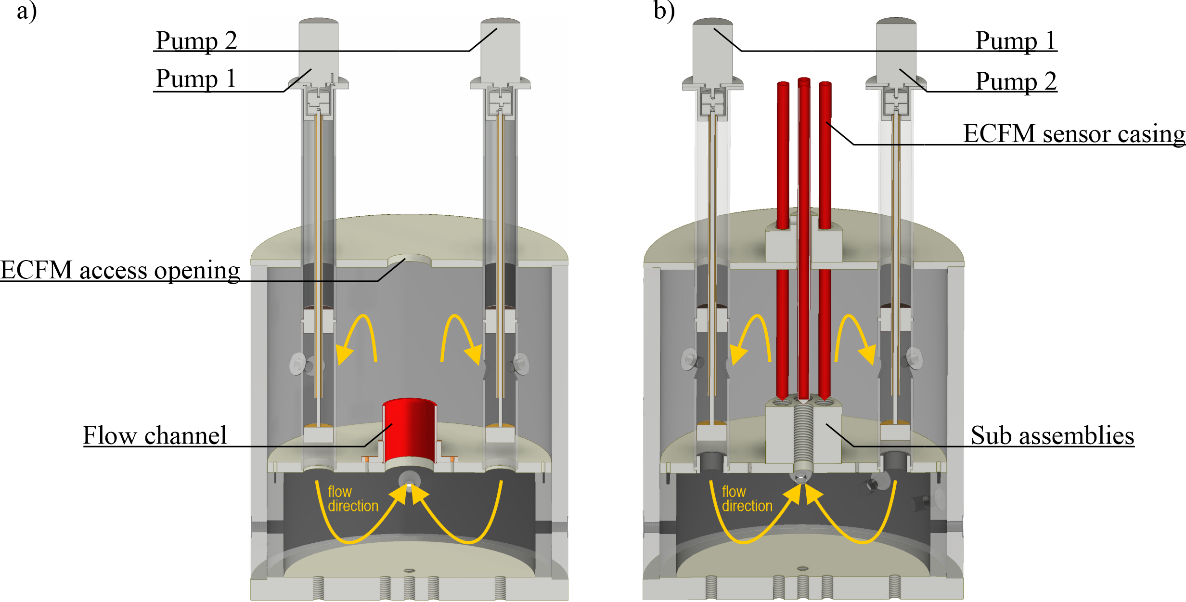 a)
Pump 2
Pump 1
ECFM access opening
Flow channel
flow
direction
b)
Pump 1
Pump 2
ECFM sensor casing
Sub assemblies
flow
direction